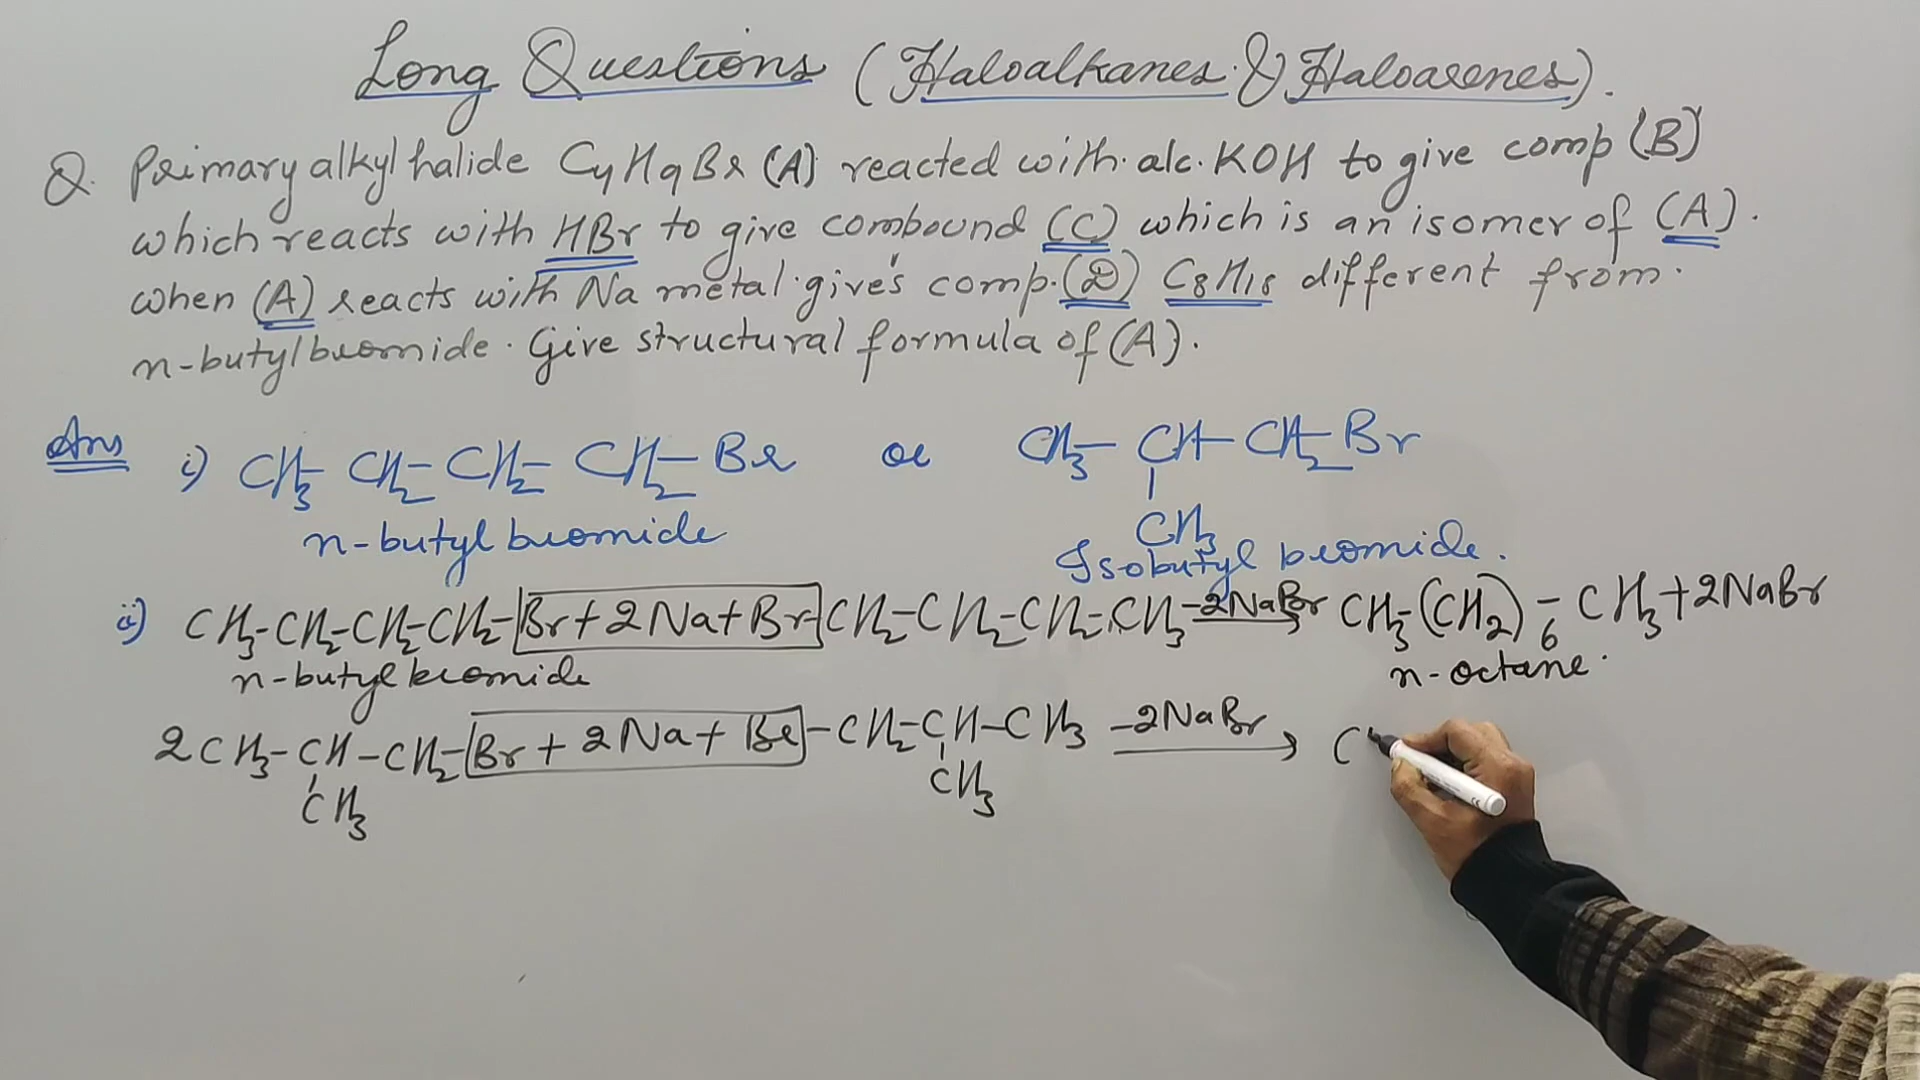 Long Questions (Haloalkanes & Haloarenes).
Q. Primary alkyl halide C4H9Br (A) reacted with alc. KOH to give comp (B)
which reacts with HBr to give compound (C) which is an isomer of (A).
when (A) reacts with Na metal give's comp. (D) C8H18 different from
n-butylbromide. Give structural formula of (A).
Ans i) CH3-CH2-CH2-CH2-Br or CH3-CH-CH2-Br
CH3
n-butyl bromide Isobutyl bromide.
ii) CH3-CH2-CH2-CH2-Br+2Na+Br-CH2-CH2-CH2-CH3 -2NaBr→ CH3-(CH2)6-CH3+2NaBr
n-butyl bromide n-octane.
2CH3-CH-CH2-Br+2Na+Br-CH2-CH-CH3 -2NaBr→ C
CH3 CH3